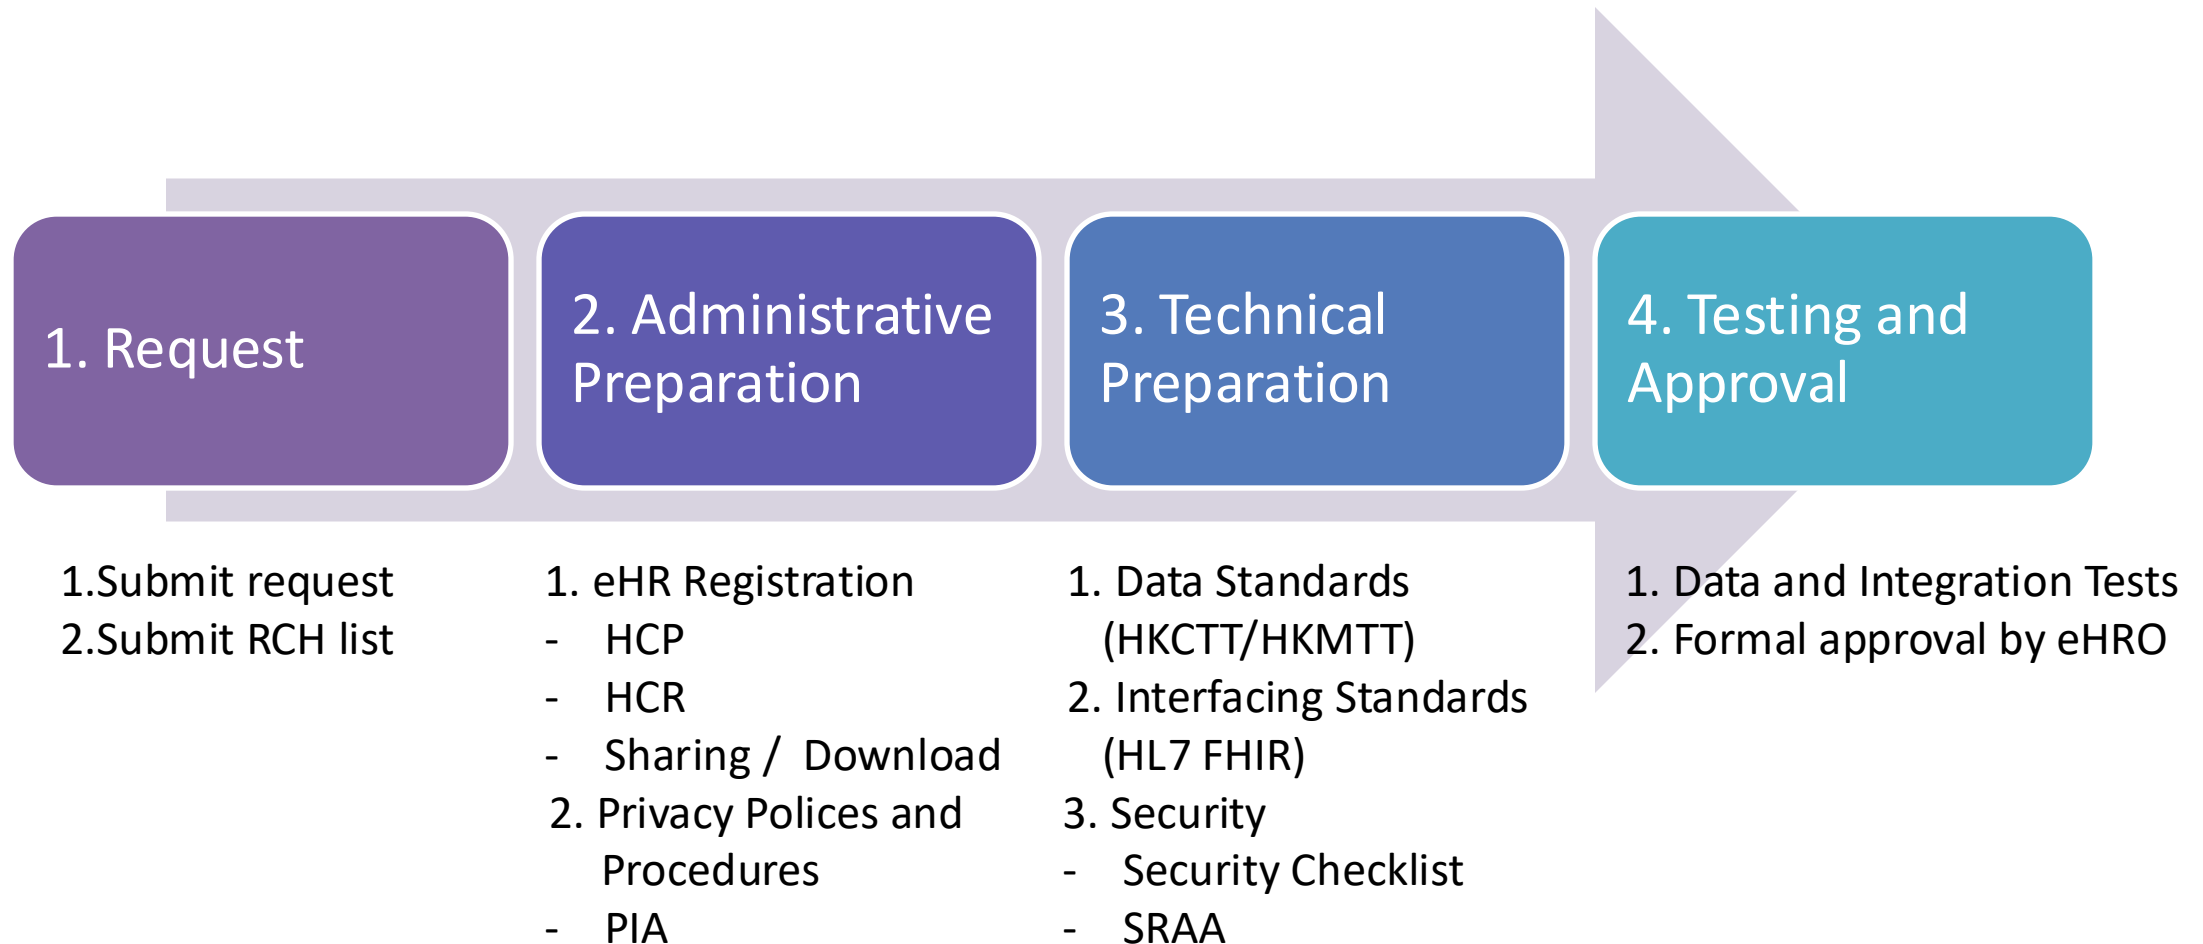 1. Request
2. Administrative
Preparation
3. Technical
Preparation
4. Testing and
Approval
1.Submit request
2.Submit RCH list
1. eHR Registration
- HCP
- HCR
- Sharing / Download
2. Privacy Polices and
Procedures
- PIA
1. Data Standards
(HKCTT/HKMTT)
2. Interfacing Standards
(HL7 FHIR)
3. Security
- Security Checklist
- SRAA
1. Data and Integration Tests
2. Formal approval by eHRO